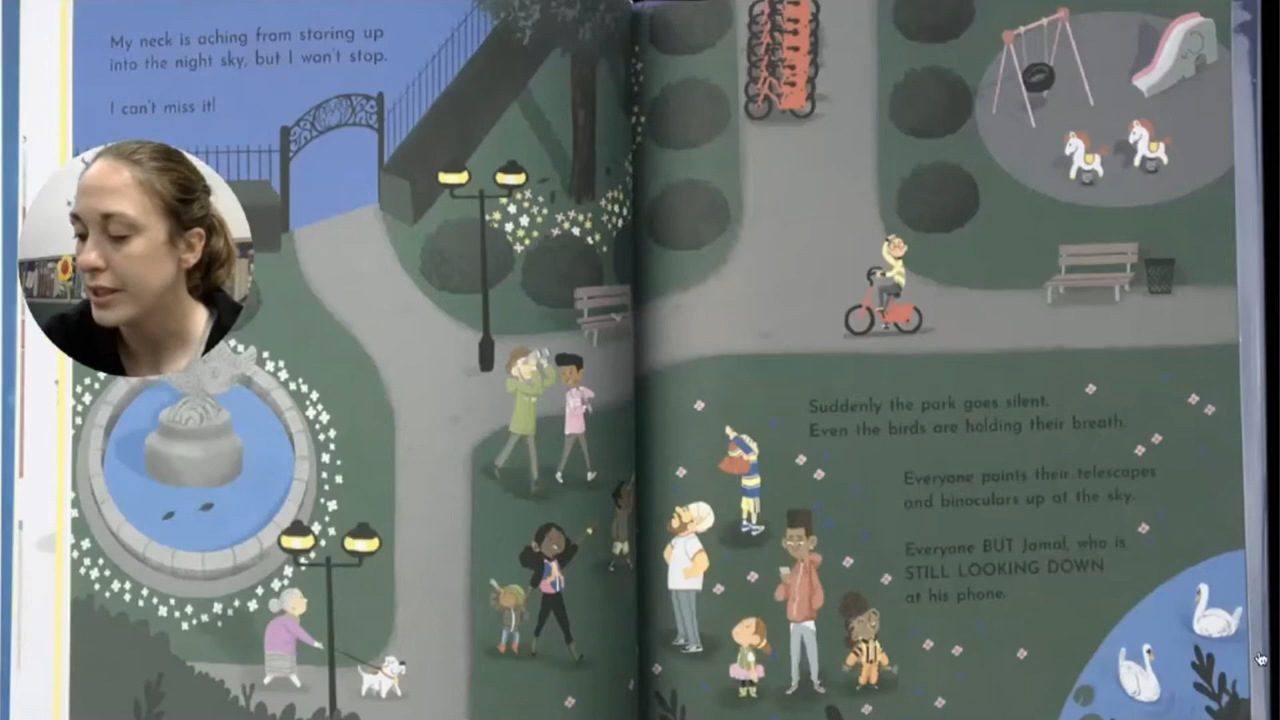 My neck is aching from staring up
into the night sky, but I won't stop.
I can't miss it!
Suddenly the park goes silent.
Even the birds are holding their breath.
Everyone points their telescopes
and binoculars up at the sky.
Everyone BUT Jamal, who is
STILL LOOKING DOWN
at his phone.